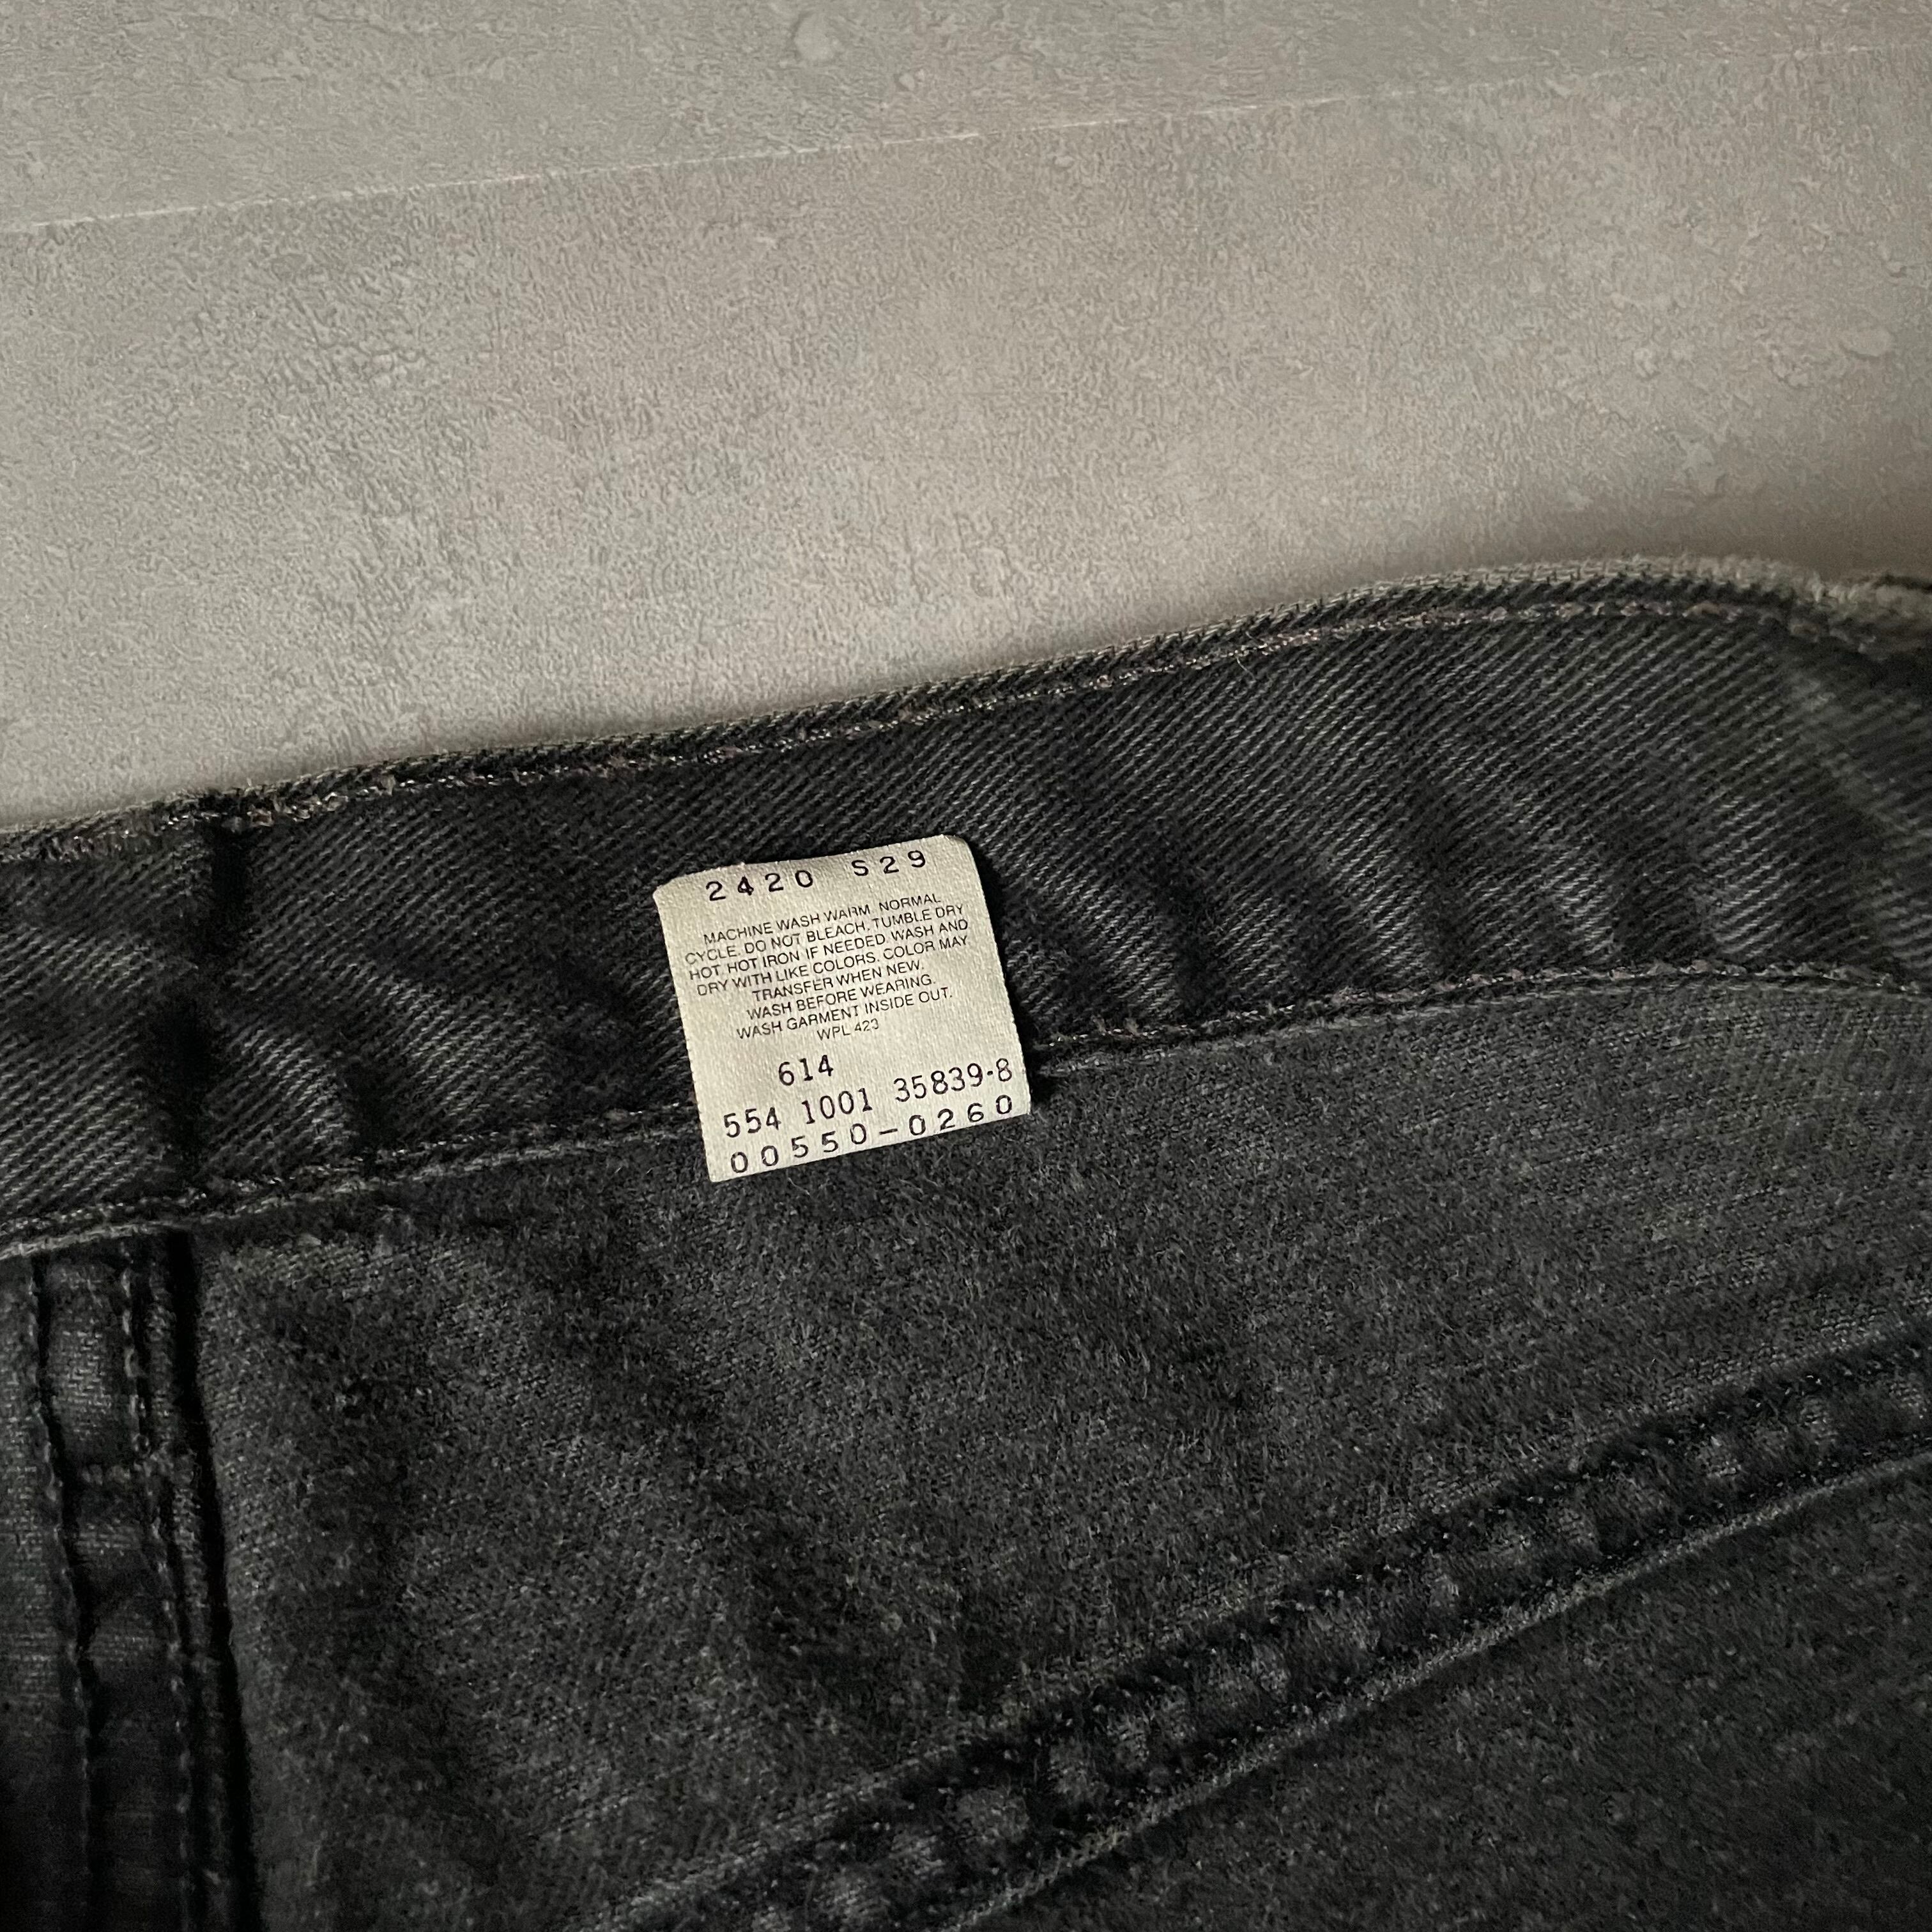 2420 S29
MACHINE WASH WARM, NORMAL
CYCLE. DO NOT BLEACH. TUMBLE DRY
HOT. HOT IRON IF NEEDED. WASH AND
DRY WITH LIKE COLORS. COLOR MAY
TRANSFER WHEN NEW.
WASH BEFORE WEARING.
WASH GARMENT INSIDE OUT.
WPL 423
614
554 1001 35839-8
00550-0260